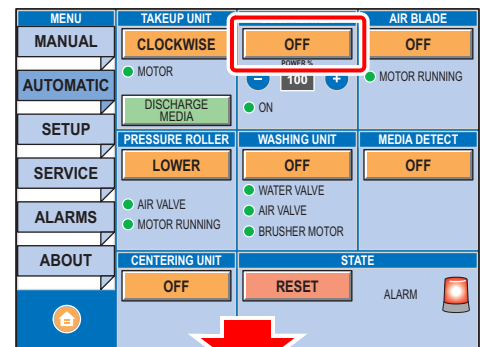 MENU
MANUAL
AUTOMATIC
SETUP
SERVICE
ALARMS
ABOUT
TAKEUP UNIT
CLOCKWISE
MOTOR
DISCHARGE
MEDIA
OFF
POWER %
- 100 +
ON
AIR BLADE
OFF
MOTOR RUNNING
PRESSURE ROLLER
LOWER
AIR VALVE
MOTOR RUNNING
WASHING UNIT
OFF
WATER VALVE
AIR VALVE
BRUSHER MOTOR
MEDIA DETECT
OFF
CENTERING UNIT
OFF
STATE
RESET
ALARM